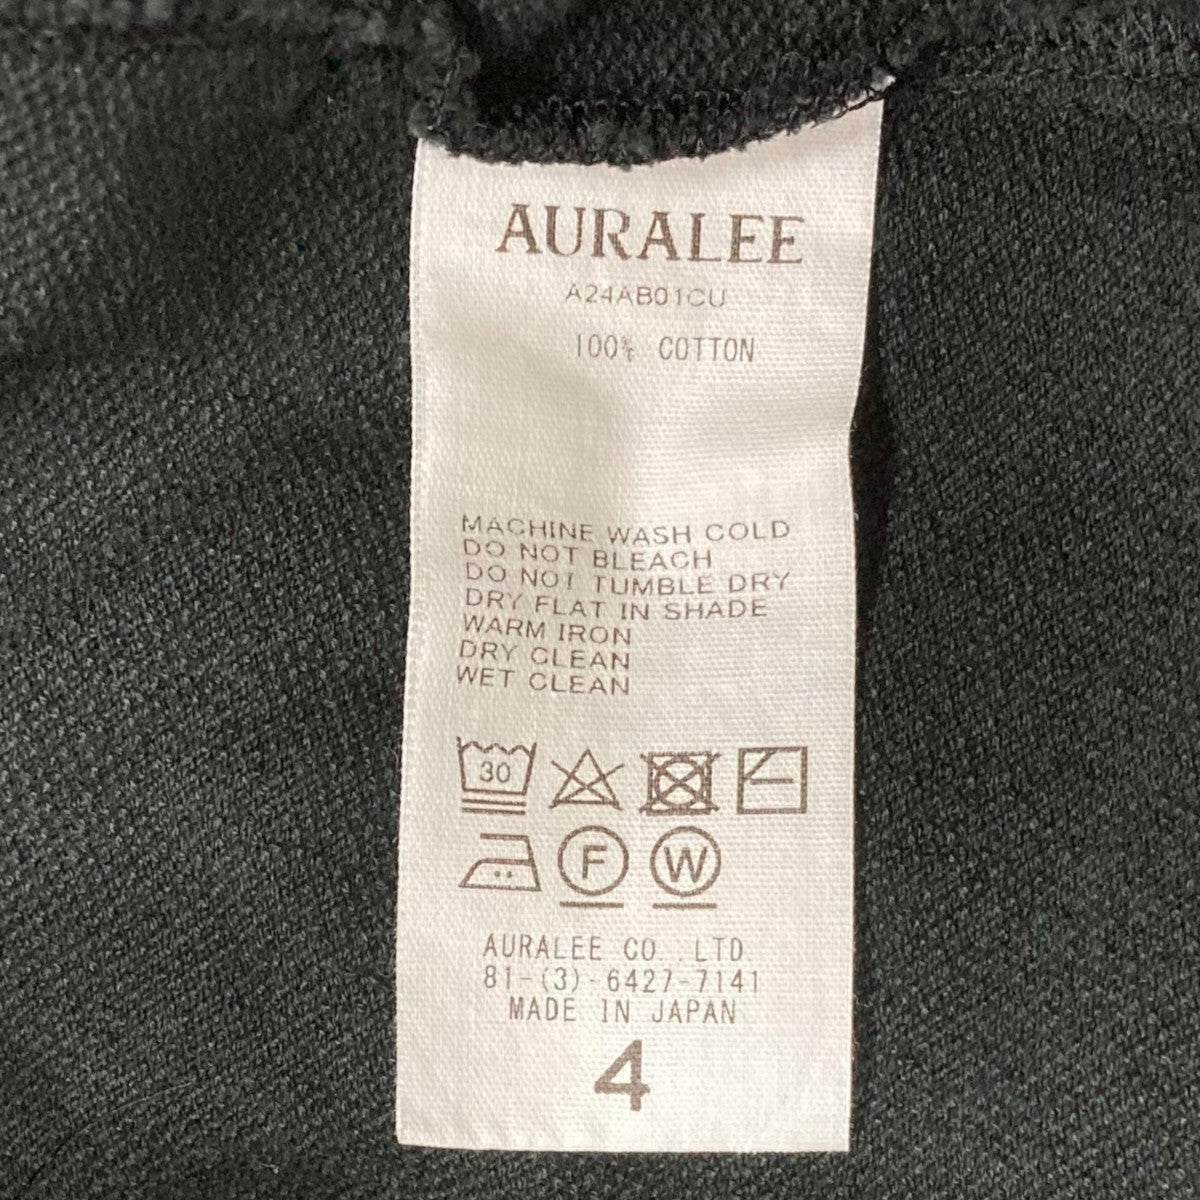 AURALEE
A24AB01CU
100% COTTON
MACHINE WASH COLD
DO NOT BLEACH
DO NOT TUMBLE DRY
DRY FLAT IN SHADE
WARM IRON
DRY CLEAN
WET CLEAN
30
F W
AURALEE CO., LTD
81-(3)-6427-7141
MADE IN JAPAN
4